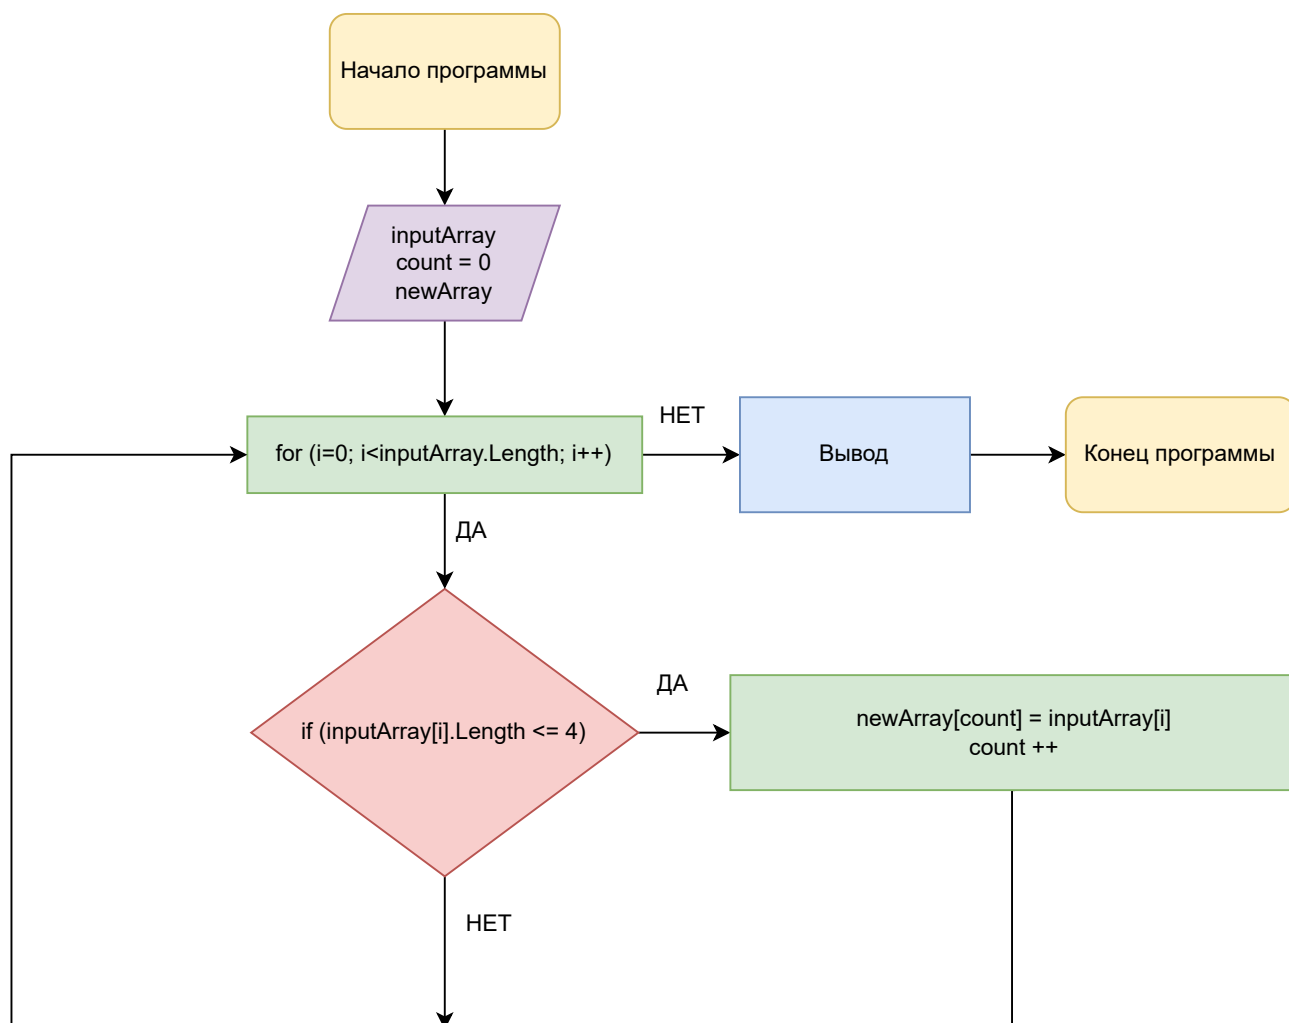 Начало программы
inputArray
count = 0
newArray
for (i=0; i<inputArray.Length; i++)
НЕТ
Вывод
Конец программы
ДА
if (inputArray[i].Length <= 4)
ДА
newArray[count] = inputArray[i]
count ++
НЕТ